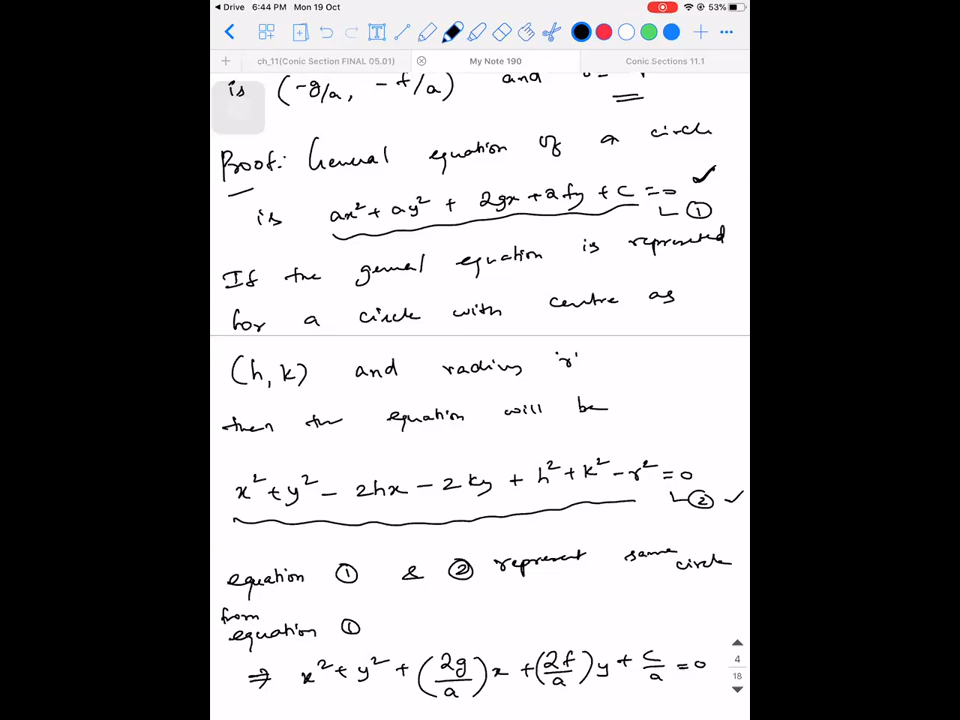 Drive 6:44 PM Mon 19 Oct 53%
ch_11(Conic Section FINAL 05.01) My Note 190 Conic Sections 11.1
is (-g/a, -f/a) and
Proof: General equation of a circle
is ax² + ay² + 2gx + 2fy + c = 0 ✓
①
If the general equation is represented
for a circle with centre as
(h, k) and radius 'r'
then the equation will be
x² + y² - 2hx - 2ky + h² + k² - r² = 0
② ✓
equation ① & ② represent same circle
from
equation ①
⇒ x² + y² + (2g/a)x + (2f/a)y + c/a = 0
4
18